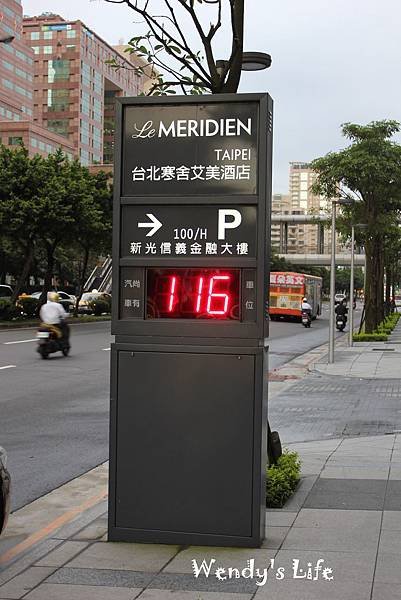 Le MERIDIEN
TAIPEI
台北寒舍艾美酒店
100/H P
新光信義金融大樓
汽車 尚有 116 車位
Wendy's Life